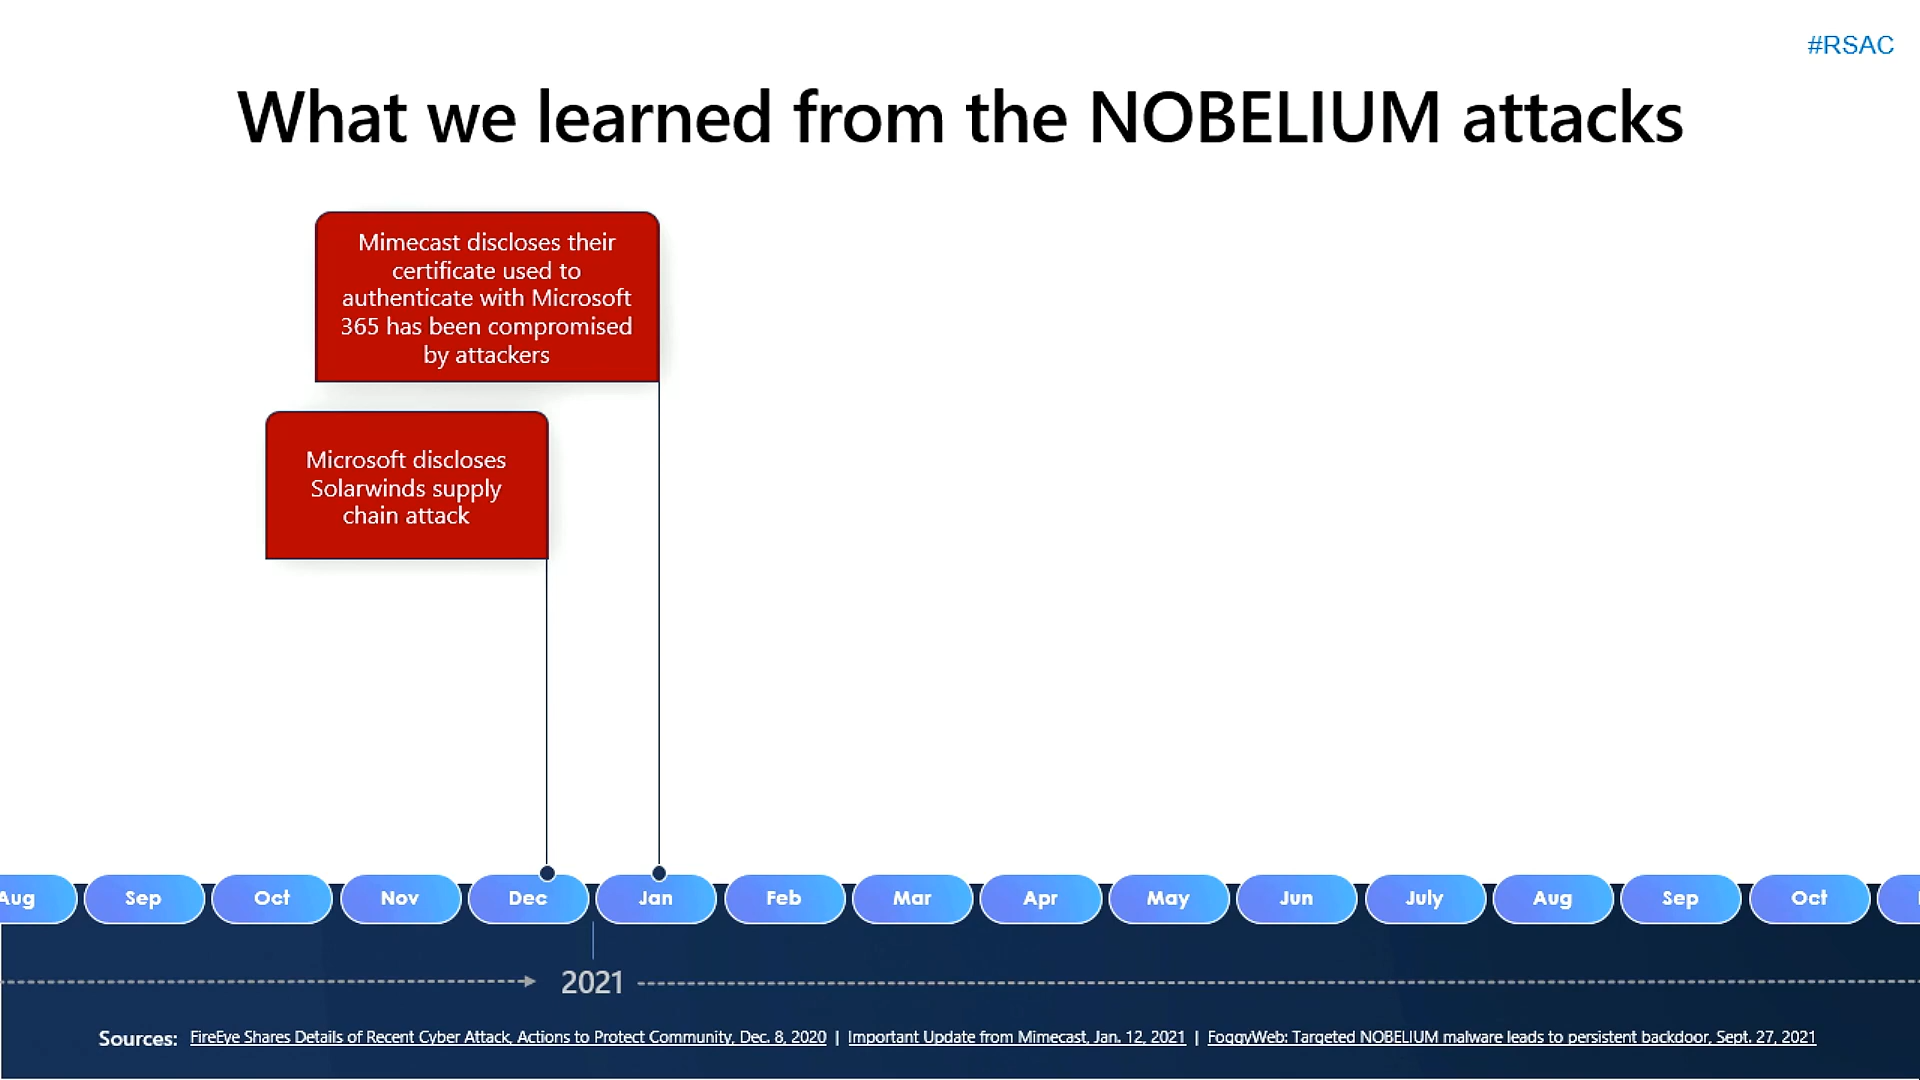 #RSAC
What we learned from the NOBELIUM attacks
Mimecast discloses their
certificate used to
authenticate with Microsoft
365 has been compromised
by attackers
Microsoft discloses
Solarwinds supply
chain attack
Aug Sep Oct Nov Dec Jan Feb Mar Apr May Jun July Aug Sep Oct
2021
Sources: FireEye Shares Details of Recent Cyber Attack, Actions to Protect Community, Dec. 8, 2020 | Important Update from Mimecast, Jan. 12, 2021 | FoggyWeb: Targeted NOBELIUM malware leads to persistent backdoor, Sept. 27, 2021